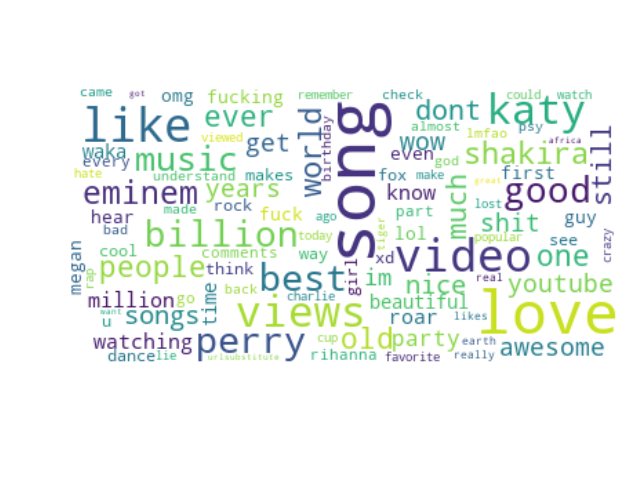 came got omg fucking remember check could watch
like ever world birthday song dont katy
waka viewed get almost wow lmfao psy africa
every music even god shakira still
hate understand makes fox make great first
eminem years know much lost good
made rock fuck ago part shit guy
hear billion today tiger lol popular see crazy
bad cool comments way girl xd video one
megan rap people think best im nice real youtube
million go time back charlie beautiful
u want songs views roar likes love
watching perry cup old party earth awesome
dance lie urlsubstitute rihanna favorite really